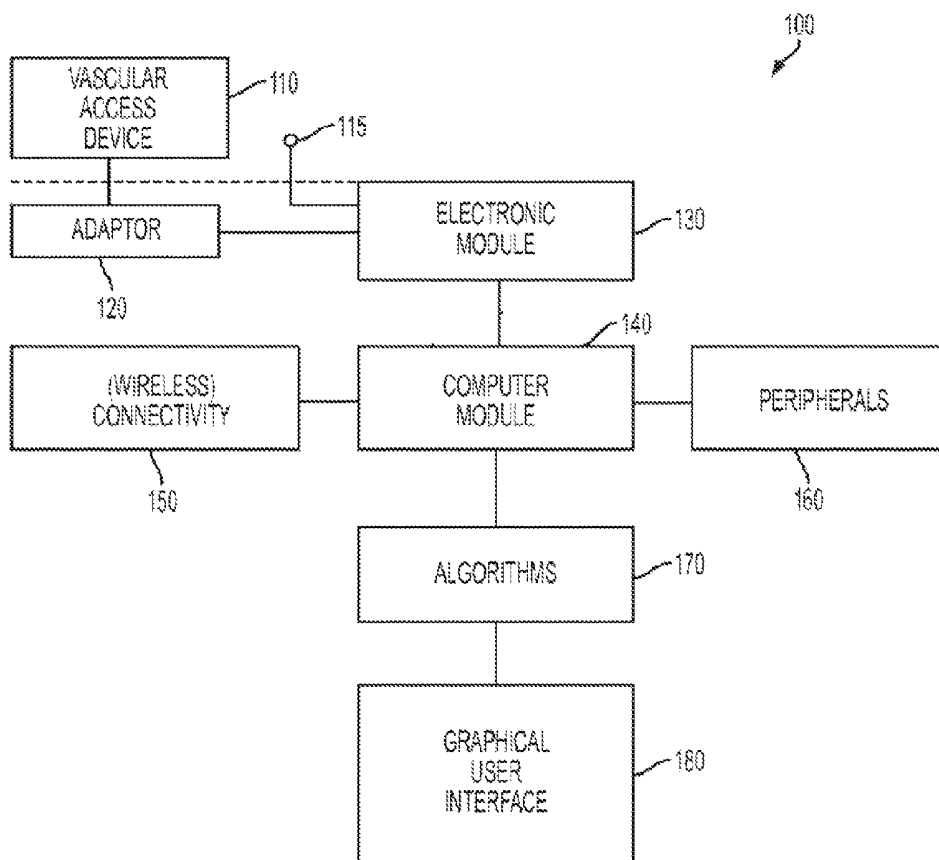 100
VASCULAR
ACCESS
DEVICE
110
115
ADAPTOR
120
ELECTRONIC
MODULE
130
140
(WIRELESS)
CONNECTIVITY
150
COMPUTER
MODULE
PERIPHERALS
160
ALGORITHMS
170
GRAPHICAL
USER
INTERFACE
180